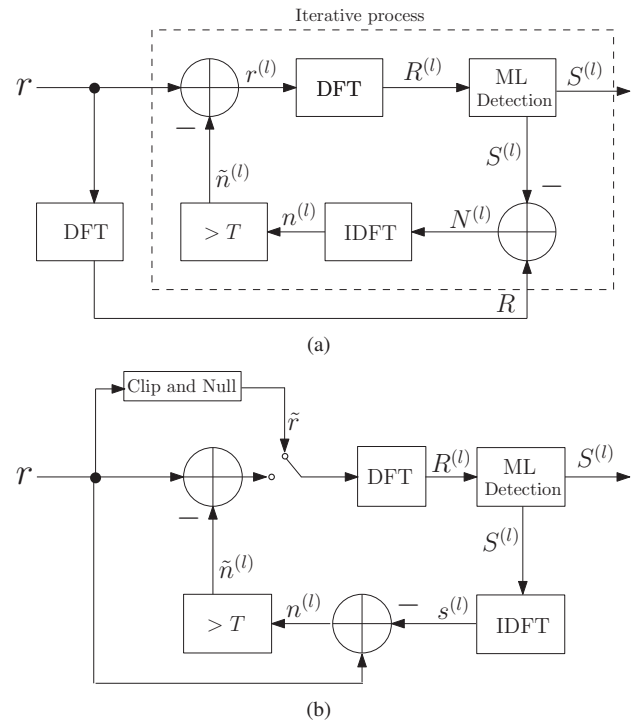 Iterative process
r
r^{(l)}
DFT
R^{(l)}
ML
Detection
S^{(l)}
−
S^{(l)}
−
ñ^{(l)}
DFT
> T
n^{(l)}
IDFT
N^{(l)}
R
(a)
Clip and Null
r̃
r
DFT
R^{(l)}
ML
Detection
S^{(l)}
−
S^{(l)}
ñ^{(l)}
> T
n^{(l)}
−
s^{(l)}
IDFT
(b)